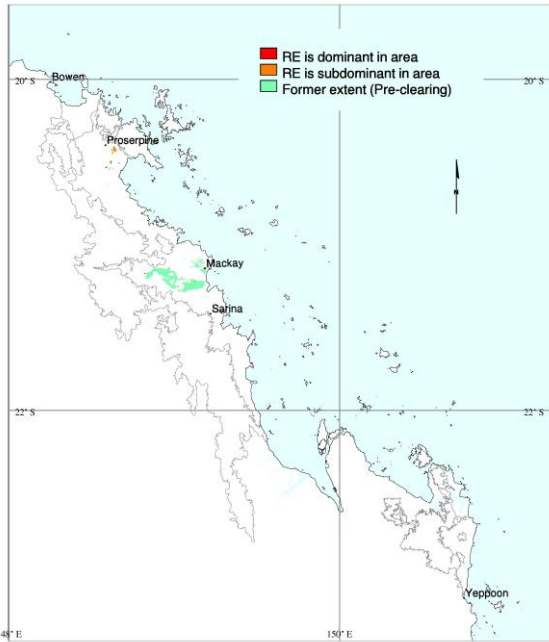 RE is dominant in area
RE is subdominant in area
Former extent (Pre-clearing)
20° S
20° S
Bowen
Proserpine
N
Mackay
Sarina
22° S
22° S
Yeppoon
48° E
150° E